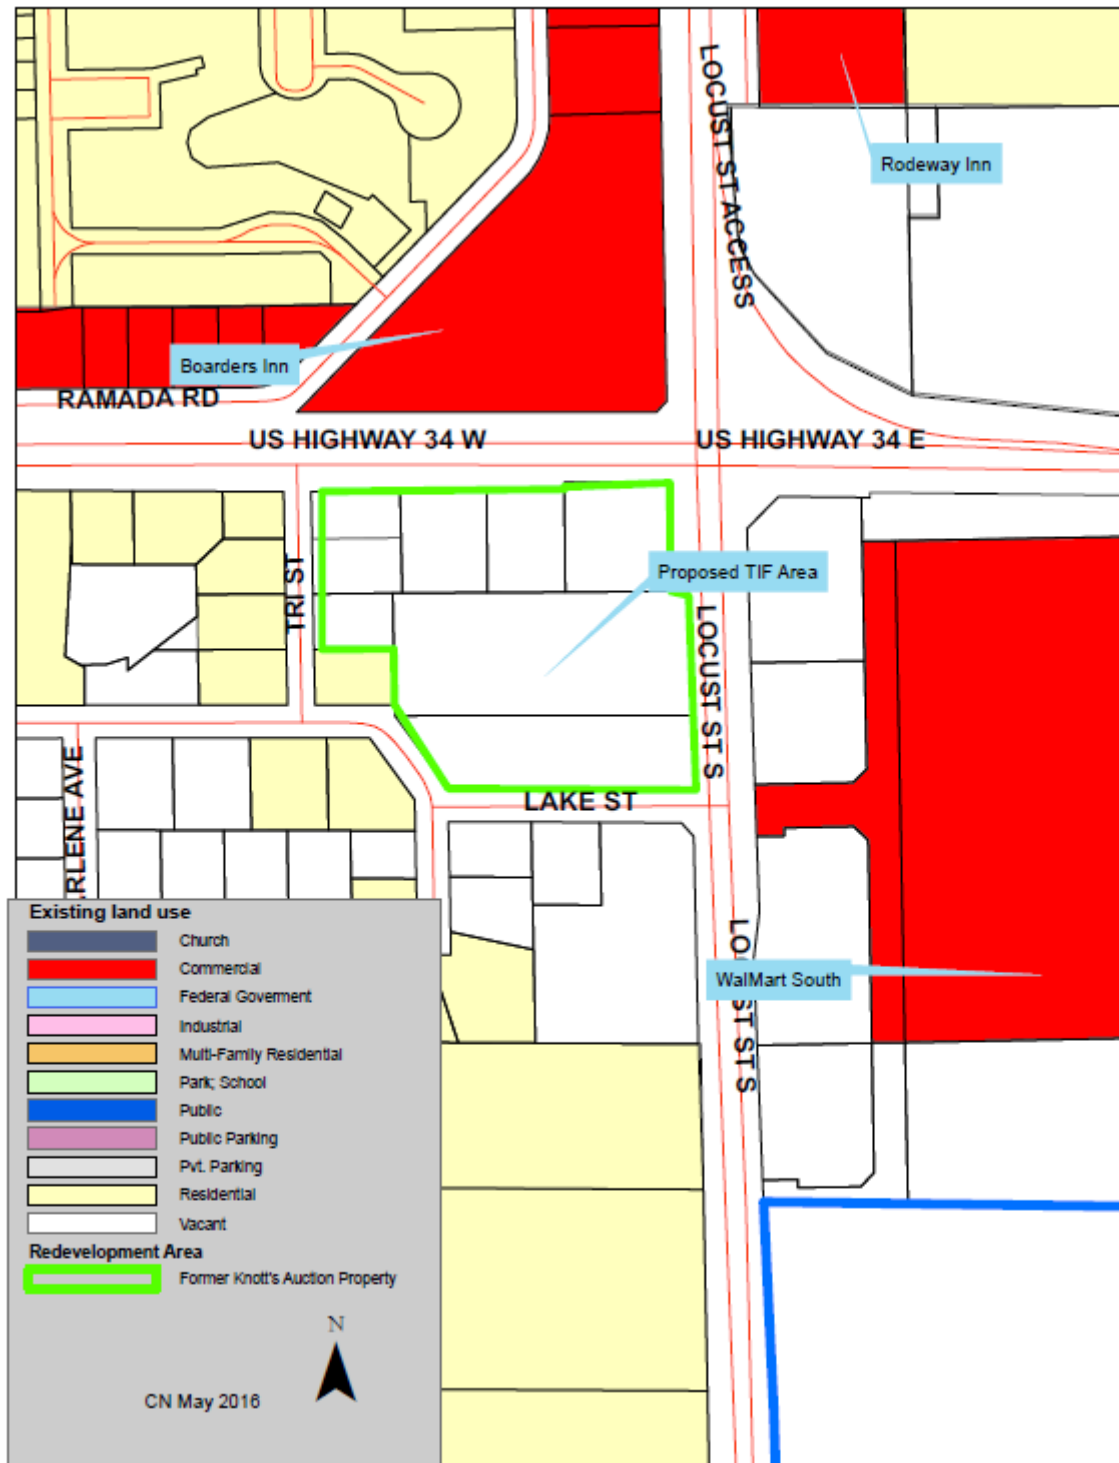 LOCUST ST ACCESS
Rodeway Inn
Boarders Inn
RAMADA RD
US HIGHWAY 34 W
US HIGHWAY 34 E
TRI ST
Proposed TIF Area
LOCUST ST S
ARLENE AVE
LAKE ST
LOCUST ST S
WalMart South
Existing land use
Church
Commercial
Federal Goverment
Industrial
Multi-Family Residential
Park; School
Public
Public Parking
Pvt. Parking
Residential
Vacant
Redevelopment Area
Former Knott's Auction Property
N
CN May 2016